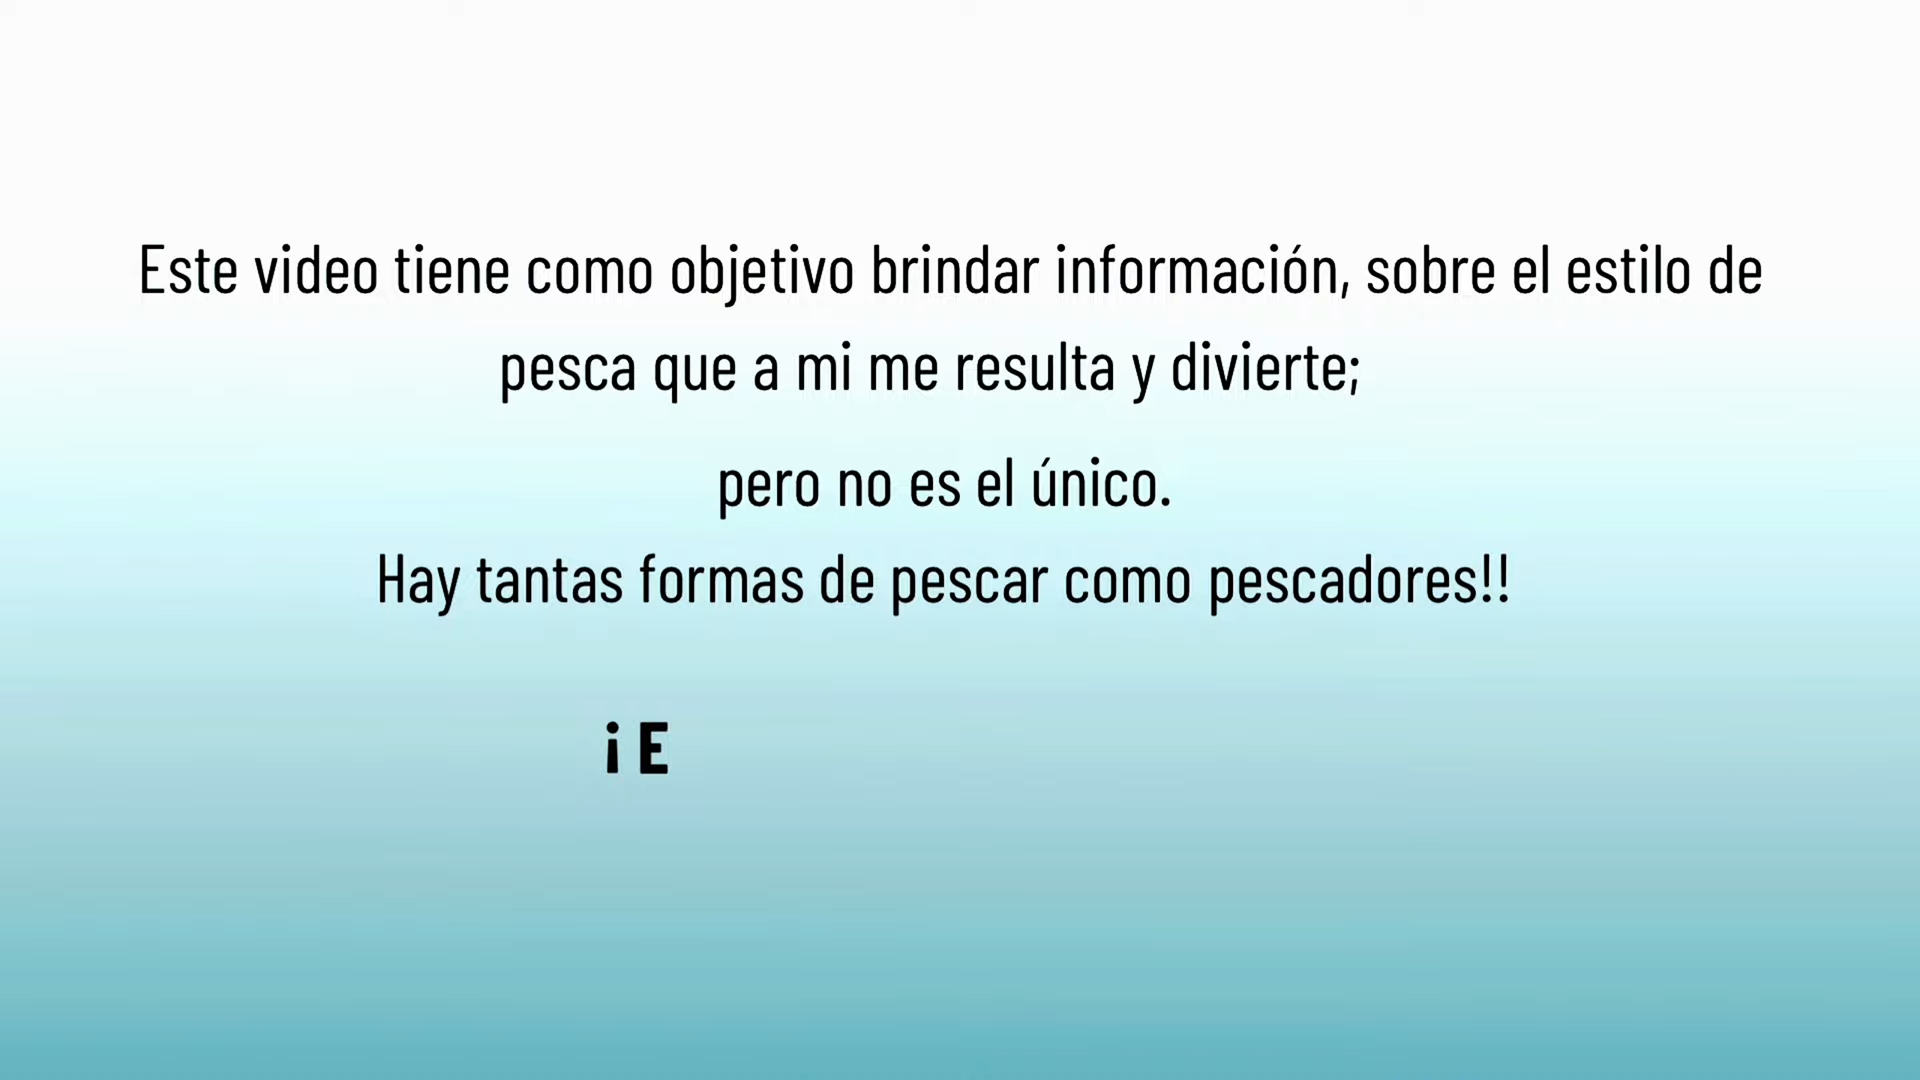 Este video tiene como objetivo brindar información, sobre el estilo de
pesca que a mi me resulta y divierte;
pero no es el único.
Hay tantas formas de pescar como pescadores!!
¡E